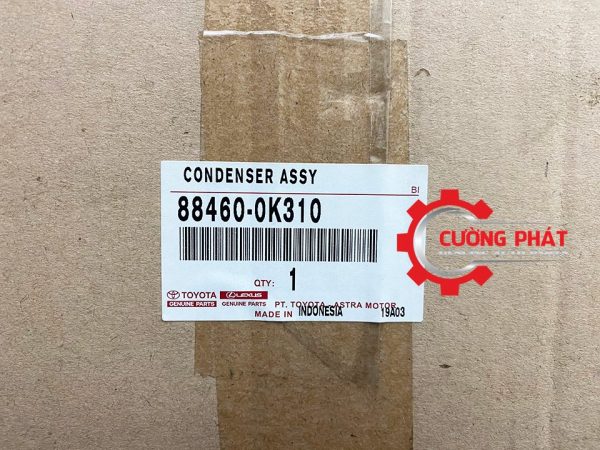 CONDENSER ASSY
BI
88460-0K310
CƯỜNG PHÁT
QTY: 1
TOYOTA LEXUS
GENUINE PARTS GENUINE PARTS PT. TOYOTA - ASTRA MOTOR
MADE IN INDONESIA 19A03